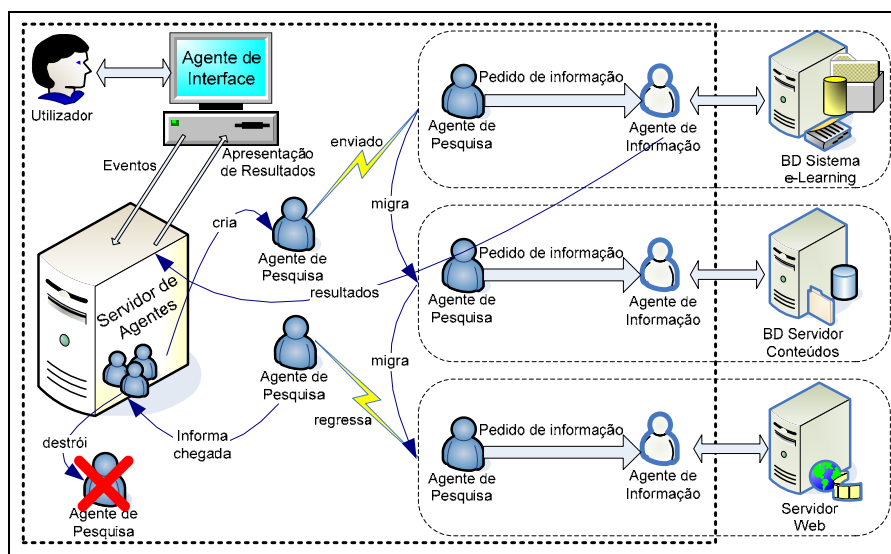 Utilizador
Agente de
Interface
Eventos
Apresentação
de Resultados
Servidor de
Agentes
cria
Agente de
Pesquisa
enviado
resultados
Agente de
Pesquisa
regressa
Informa
chegada
destrói
Agente de
Pesquisa
migra
migra
Agente de
Pesquisa
Pedido de informação
Agente de
Informação
BD Sistema
e-Learning
Agente de
Pesquisa
Pedido de informação
Agente de
Informação
BD Servidor
Conteúdos
Agente de
Pesquisa
Pedido de informação
Agente de
Informação
Servidor
Web